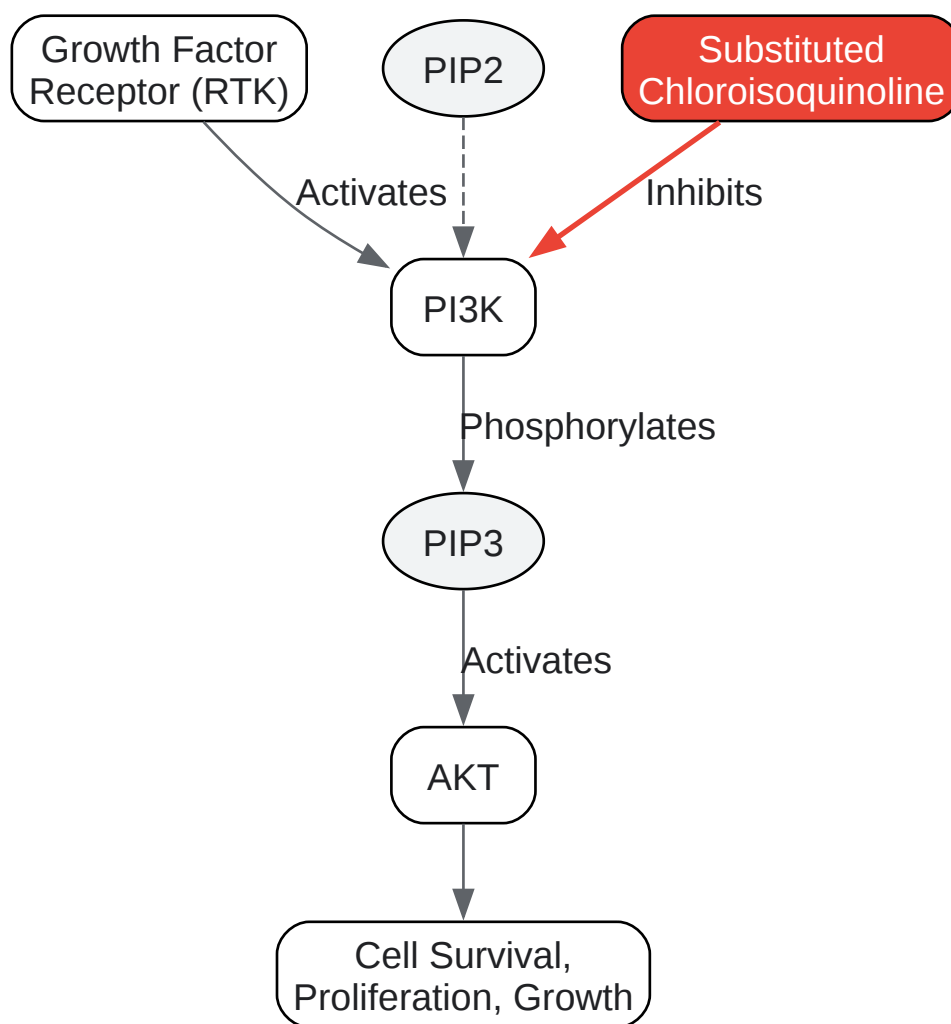 Growth Factor
Receptor (RTK)
PIP2
Substituted
Chloroisoquinoline
Activates
Inhibits
PI3K
Phosphorylates
PIP3
Activates
AKT
Cell Survival,
Proliferation, Growth